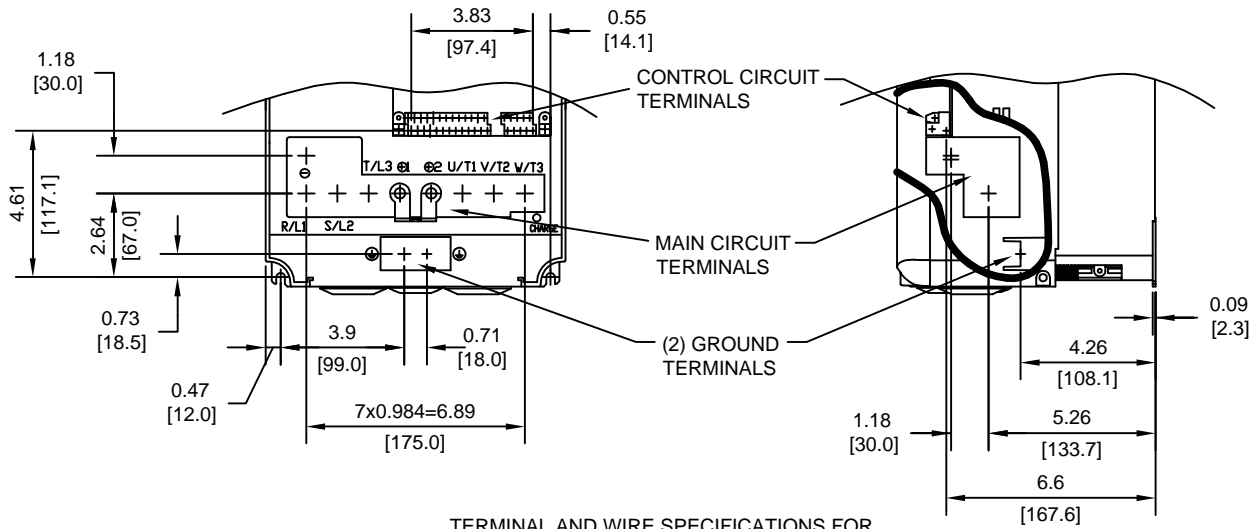 3.83
[97.4]
0.55
[14.1]
1.18
[30.0]
CONTROL CIRCUIT
TERMINALS
4.61
[117.1]
2.64
[67.0]
T/L3 ⊕1 ⊕2 U/T1 V/T2 W/T3
⊖
R/L1 S/L2
CHARGE
MAIN CIRCUIT
TERMINALS
0.73
[18.5]
3.9
[99.0]
0.71
[18.0]
(2) GROUND
TERMINALS
0.09
[2.3]
4.26
[108.1]
0.47
[12.0]
7x0.984=6.89
[175.0]
1.18
[30.0]
5.26
[133.7]
6.6
[167.6]
TERMINAL AND WIRE SPECIFICATIONS FOR